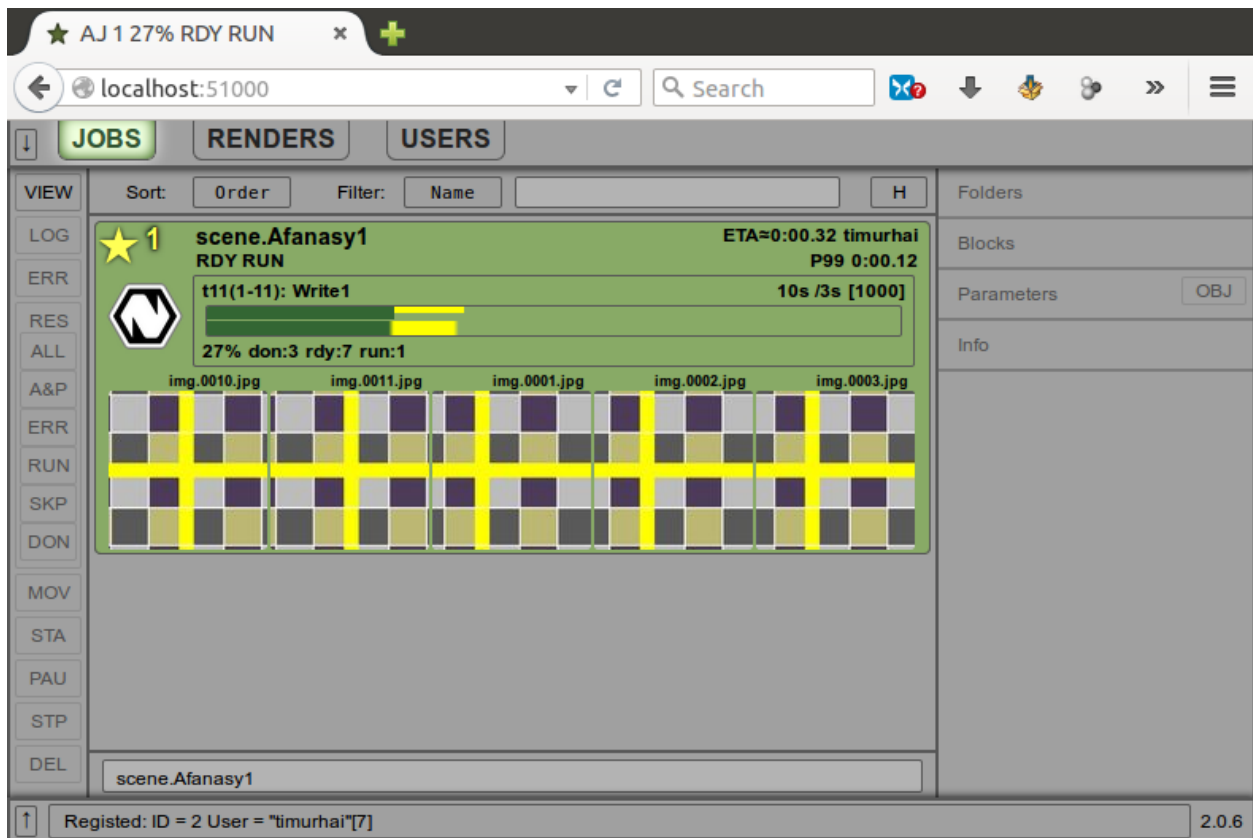 AJ 1 27% RDY RUN
localhost:51000 Search
JOBS RENDERS USERS
VIEW Sort: Order Filter: Name H Folders
LOG
ERR
RES
ALL
A&P
ERR
RUN
SKP
DON
MOV
STA
PAU
STP
DEL
1 scene.Afanasy1 ETA≈0:00.32 timurhai
RDY RUN P99 0:00.12
t11(1-11): Write1 10s /3s [1000]
27% don:3 rdy:7 run:1
img.0010.jpg img.0011.jpg img.0001.jpg img.0002.jpg img.0003.jpg
Blocks
Parameters OBJ
Info
scene.Afanasy1
Registed: ID = 2 User = "timurhai"[7] 2.0.6